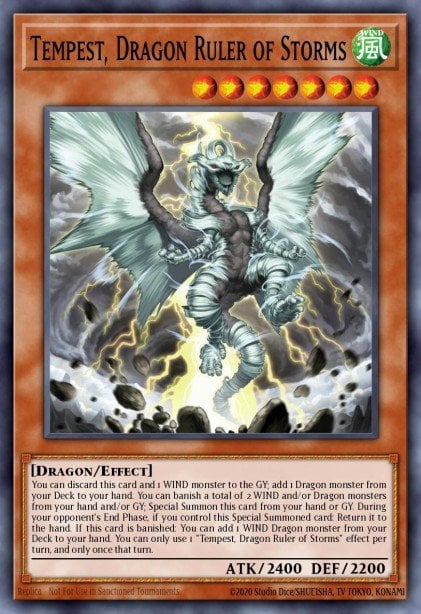 TEMPEST, DRAGON RULER OF STORMS
WIND
風
[DRAGON/EFFECT]
You can discard this card and 1 WIND monster to the GY; add 1 Dragon monster from
your Deck to your hand. You can banish a total of 2 WIND and/or Dragon monsters
from your hand and/or GY; Special Summon this card from your hand or GY. During
your opponent's End Phase, if you control this Special Summoned card: Return it to
the hand. If this card is banished: You can add 1 WIND Dragon monster from your
Deck to your hand. You can only use 1 "Tempest, Dragon Ruler of Storms" effect per
turn, and only once that turn.
ATK/2400 DEF/2200
Replica - Not For Use in Sanctioned Tournaments
©2020 Studio Dice/SHUEISHA, TV TOKYO, KONAMI